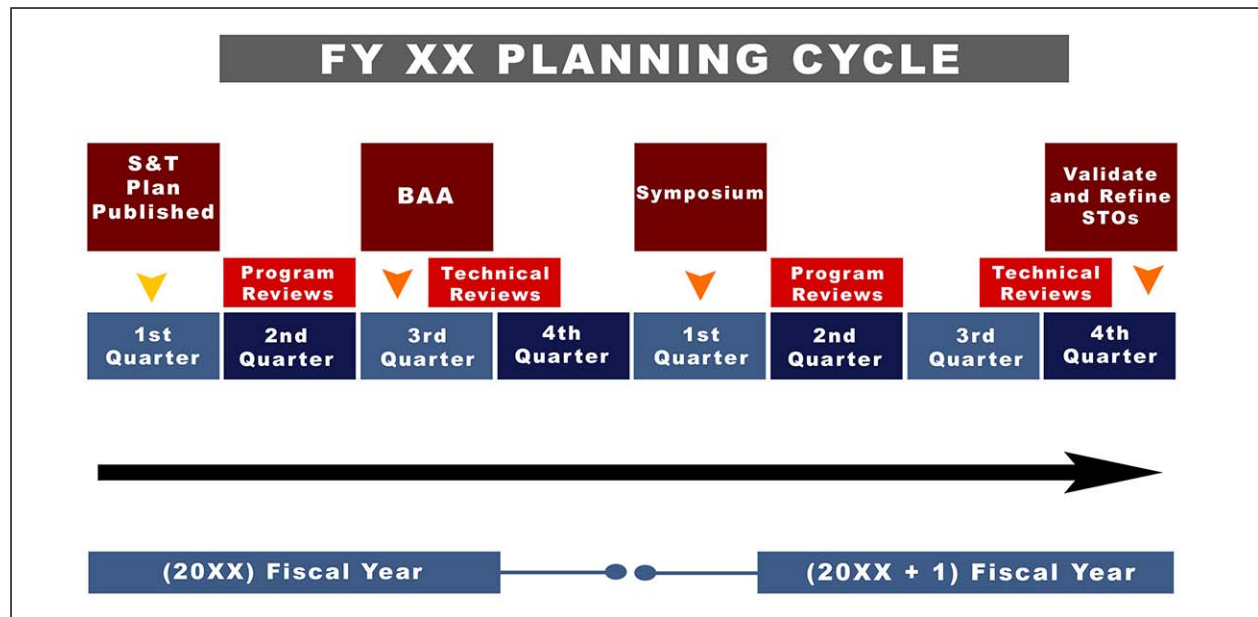 FY XX PLANNING CYCLE
S&T
Plan
Published
BAA
Symposium
Validate
and Refine
STOs
Program
Reviews
Technical
Reviews
Program
Reviews
Technical
Reviews
1st
Quarter
2nd
Quarter
3rd
Quarter
4th
Quarter
1st
Quarter
2nd
Quarter
3rd
Quarter
4th
Quarter
(20XX) Fiscal Year
(20XX + 1) Fiscal Year